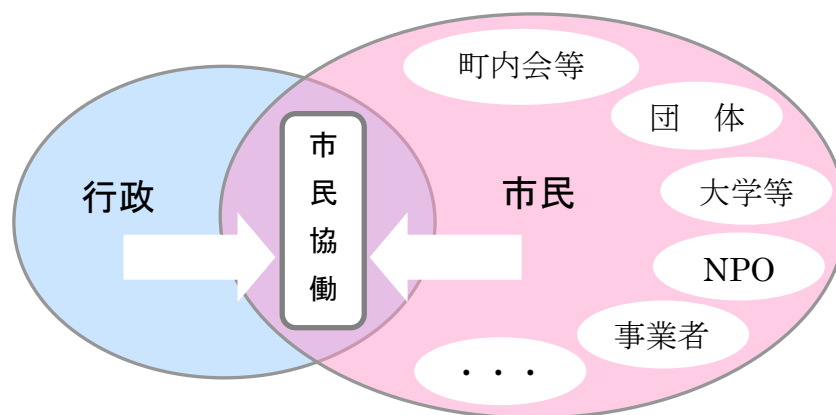 行政
市民協働
市民
町内会等
団　体
大学等
NPO
事業者
・・・